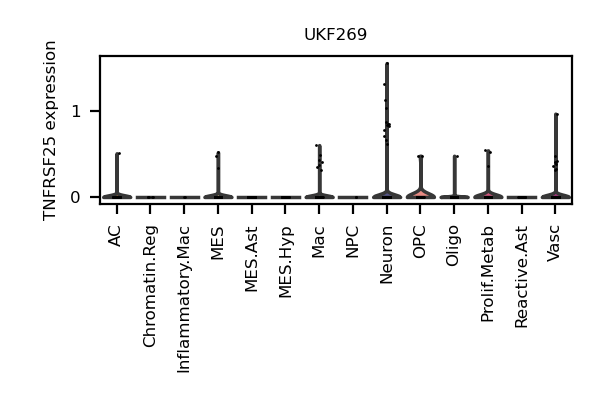 UKF269
TNFRSF25 expression
1
0
AC
Chromatin.Reg
Inflammatory.Mac
MES
MES.Ast
MES.Hyp
Mac
NPC
Neuron
OPC
Oligo
Prolif.Metab
Reactive.Ast
Vasc